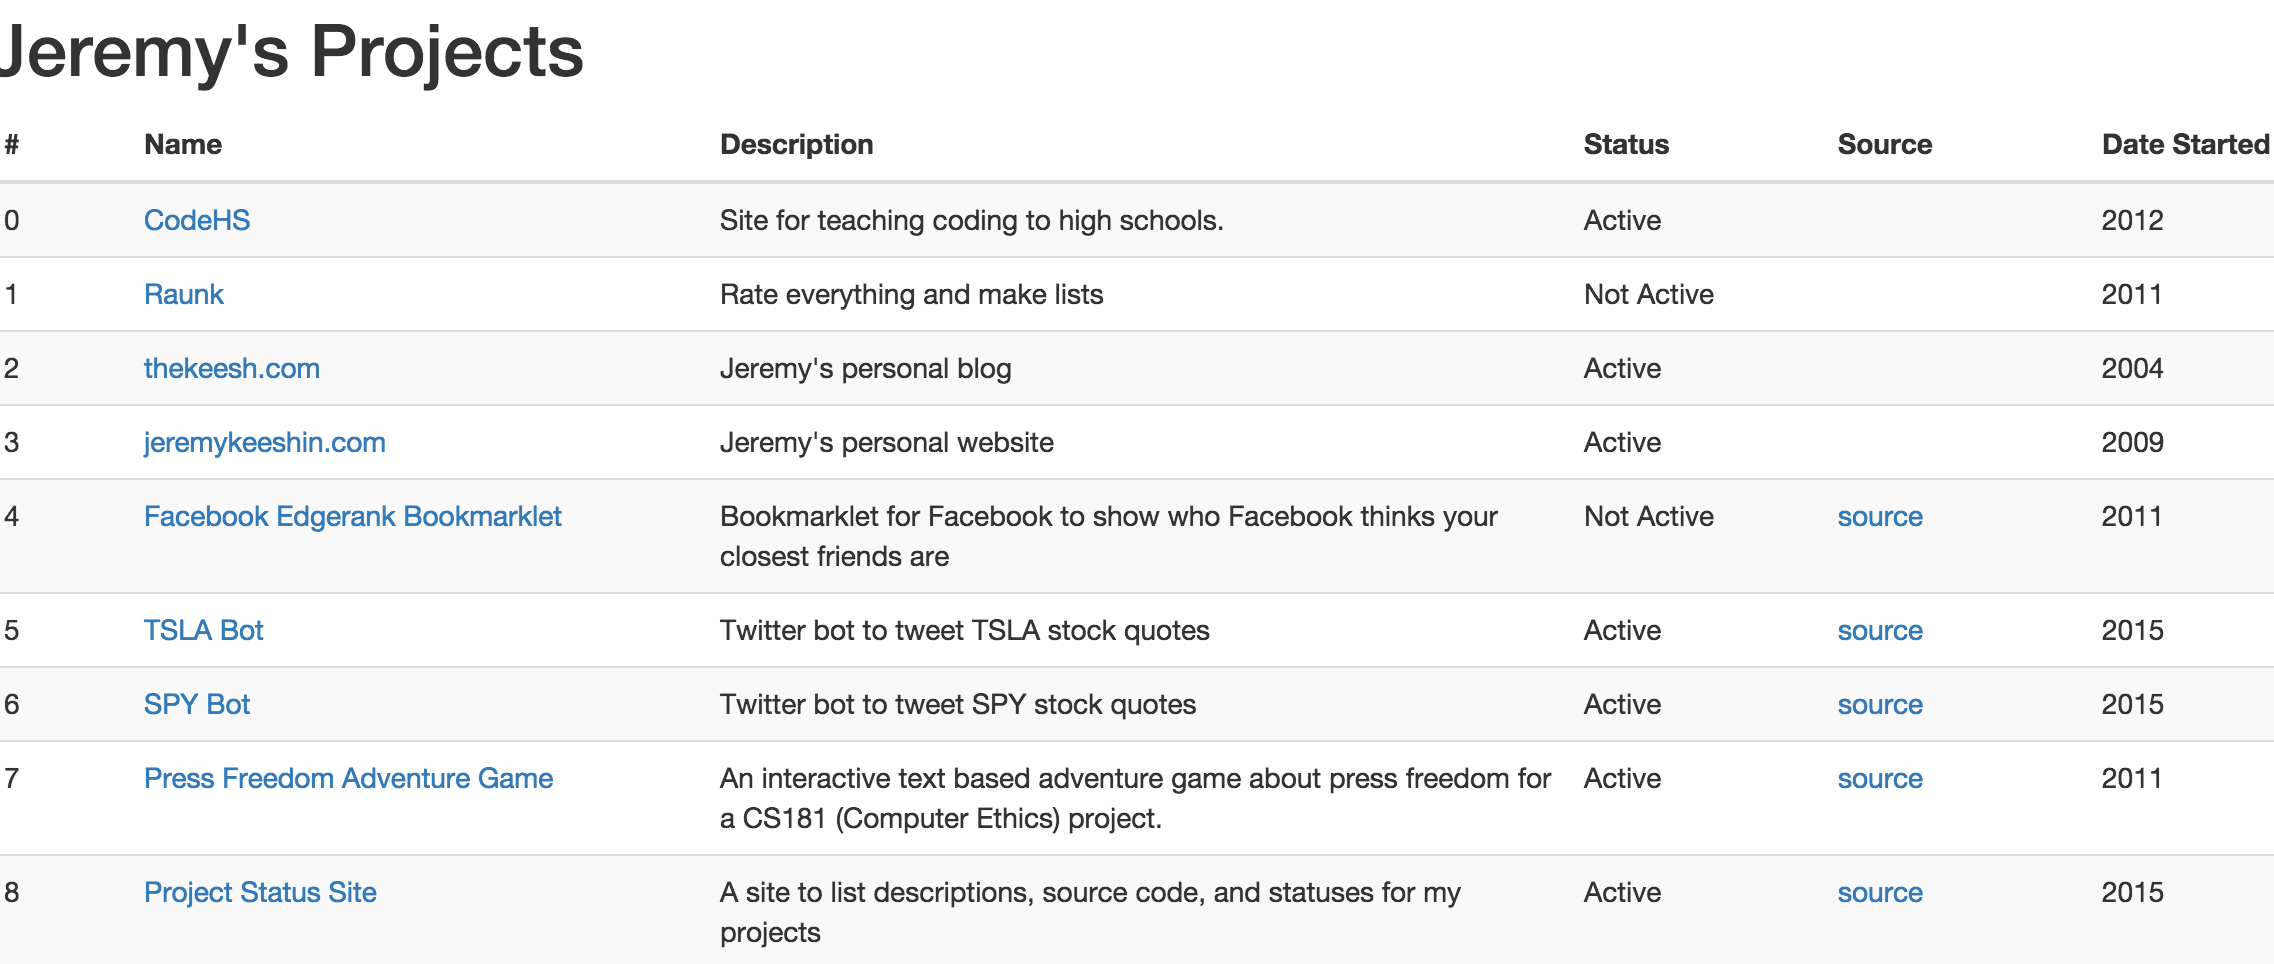 Jeremy's Projects
# Name Description Status Source Date Started
0 CodeHS Site for teaching coding to high schools. Active 2012
1 Raunk Rate everything and make lists Not Active 2011
2 thekeesh.com Jeremy's personal blog Active 2004
3 jeremykeeshin.com Jeremy's personal website Active 2009
4 Facebook Edgerank Bookmarklet Bookmarklet for Facebook to show who Facebook thinks your Not Active source 2011
closest friends are
5 TSLA Bot Twitter bot to tweet TSLA stock quotes Active source 2015
6 SPY Bot Twitter bot to tweet SPY stock quotes Active source 2015
7 Press Freedom Adventure Game An interactive text based adventure game about press freedom for Active source 2011
a CS181 (Computer Ethics) project.
8 Project Status Site A site to list descriptions, source code, and statuses for my Active source 2015
projects